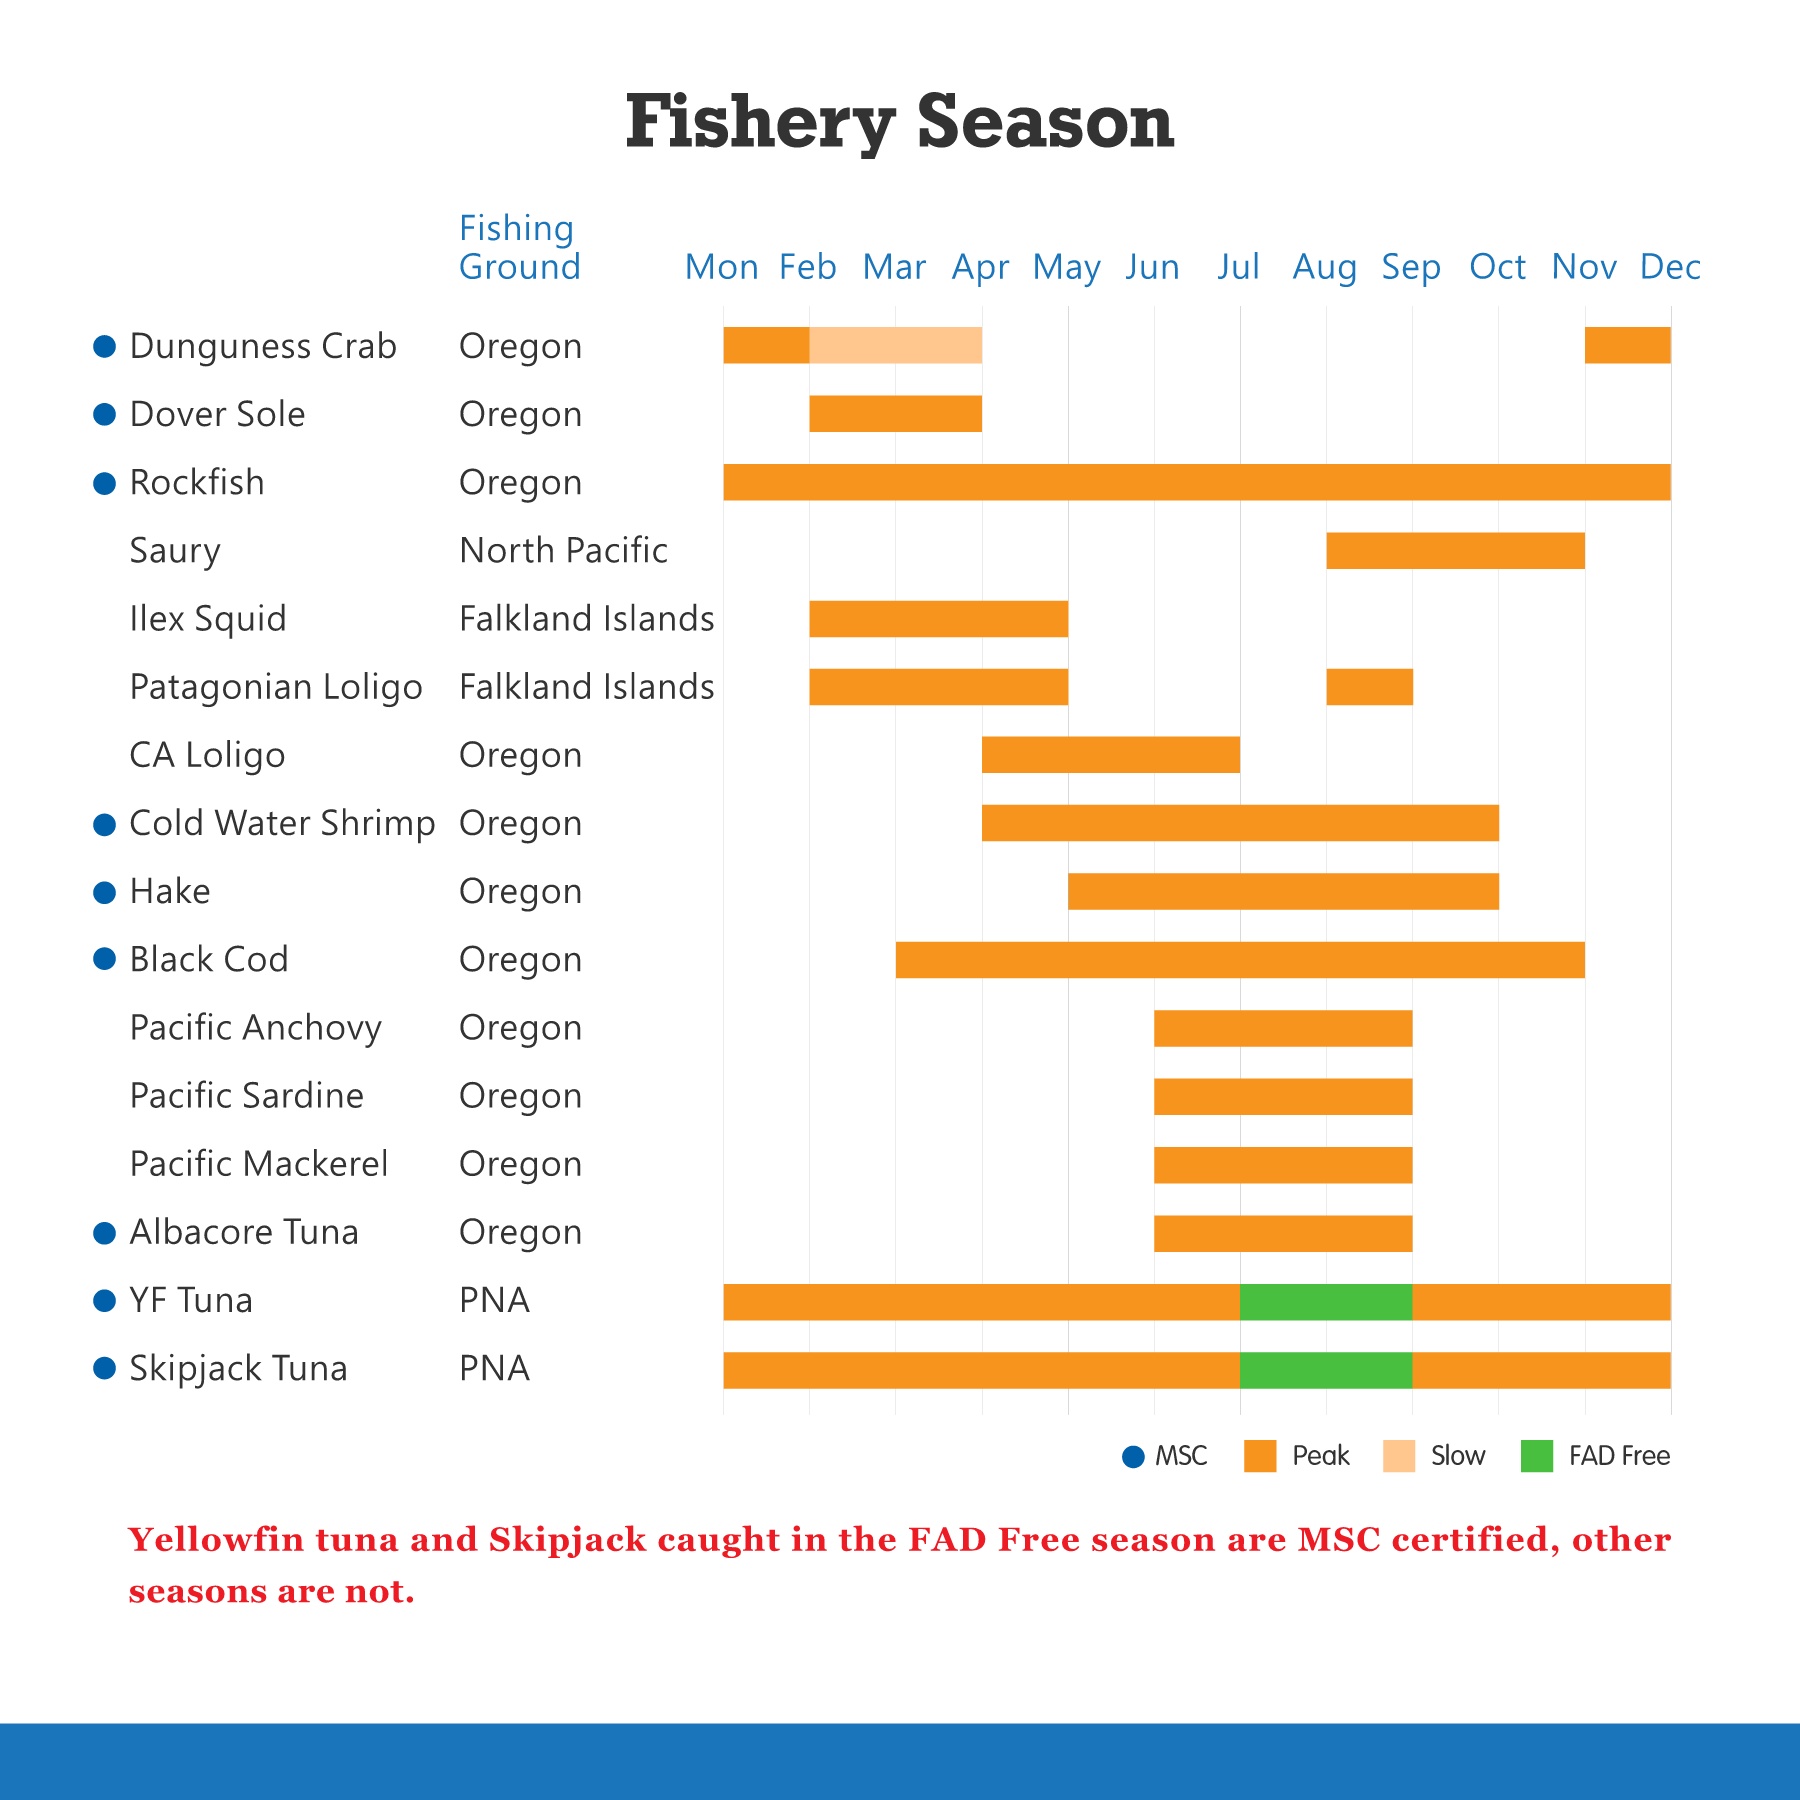 Fishery Season
Fishing
Ground
Mon Feb Mar Apr May Jun Jul Aug Sep Oct Nov Dec
Dunguness Crab Oregon
Dover Sole Oregon
Rockfish Oregon
Saury North Pacific
Ilex Squid Falkland Islands
Patagonian Loligo Falkland Islands
CA Loligo Oregon
Cold Water Shrimp Oregon
Hake Oregon
Black Cod Oregon
Pacific Anchovy Oregon
Pacific Sardine Oregon
Pacific Mackerel Oregon
Albacore Tuna Oregon
YF Tuna PNA
Skipjack Tuna PNA
MSC Peak Slow FAD Free
Yellowfin tuna and Skipjack caught in the FAD Free season are MSC certified, other
seasons are not.